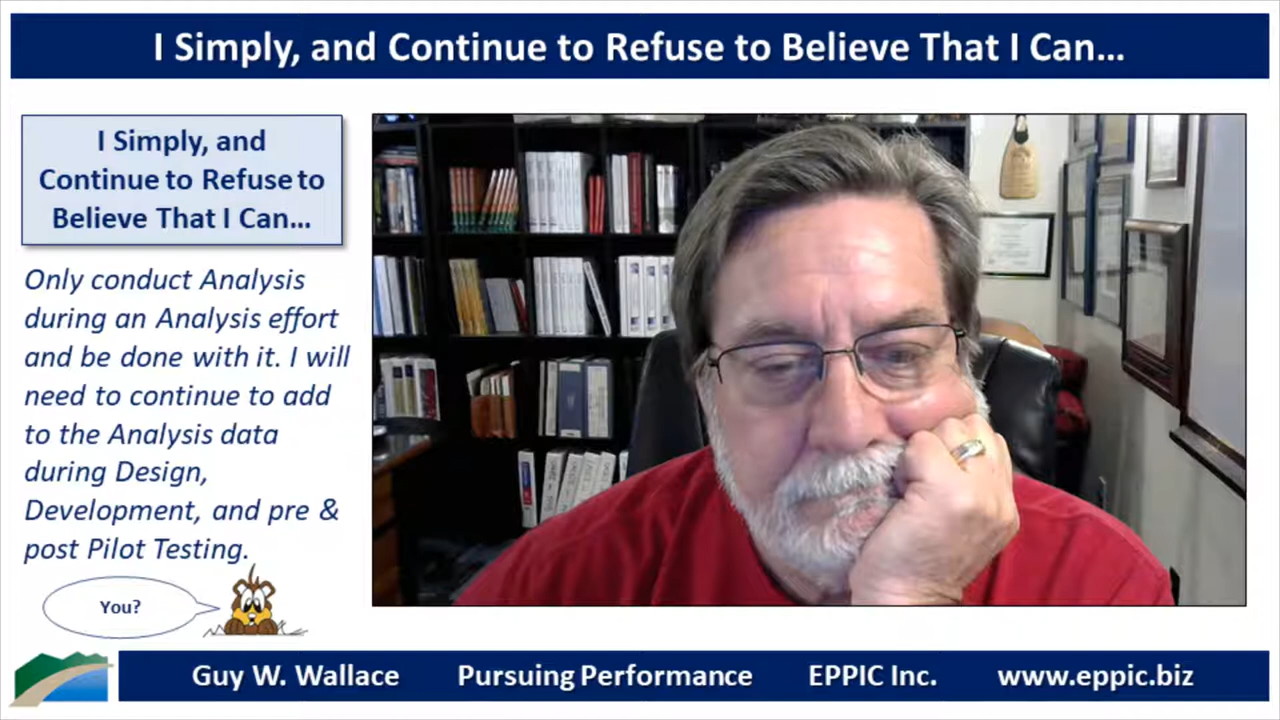 I Simply, and Continue to Refuse to Believe That I Can…
I Simply, and
Continue to Refuse to
Believe That I Can…
Only conduct Analysis
during an Analysis effort
and be done with it. I will
need to continue to add
to the Analysis data
during Design,
Development, and pre &
post Pilot Testing.
You?
Guy W. Wallace Pursuing Performance EPPIC Inc. www.eppic.biz